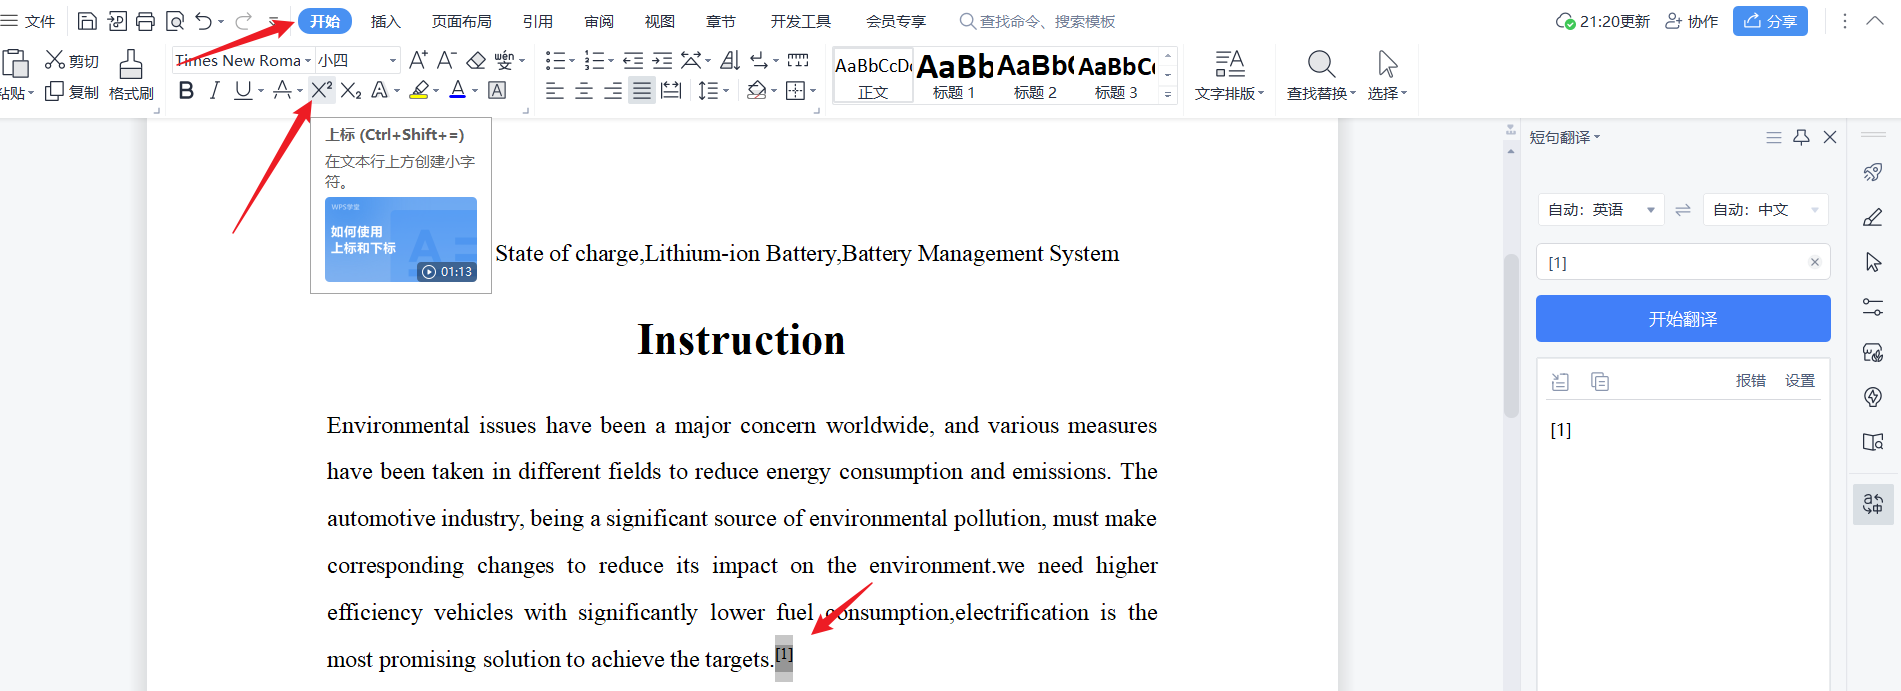 文件 开始 插入 页面布局 引用 审阅 视图 章节 开发工具 会员专享 查找命令、搜索模板 21:20更新 协作 分享
剪切 Times New Roma 小四 A+ A- wén 变 AaBbCcD AaBb AaBb( AaBbC
粘贴 复制 格式刷 B I U A X² X₂ A A A 正文 标题 1 标题 2 标题 3 文字排版 查找替换 选择
上标 (Ctrl+Shift+=)
在文本行上方创建小字
符。
WPS学堂
如何使用
上标和下标
01:13
State of charge,Lithium-ion Battery,Battery Management System
Instruction
Environmental issues have been a major concern worldwide, and various measures
have been taken in different fields to reduce energy consumption and emissions. The
automotive industry, being a significant source of environmental pollution, must make
corresponding changes to reduce its impact on the environment.we need higher
efficiency vehicles with significantly lower fuel consumption,electrification is the
most promising solution to achieve the targets.[1]
短句翻译
自动：英语 自动：中文
[1]
开始翻译
报错 设置
[1]